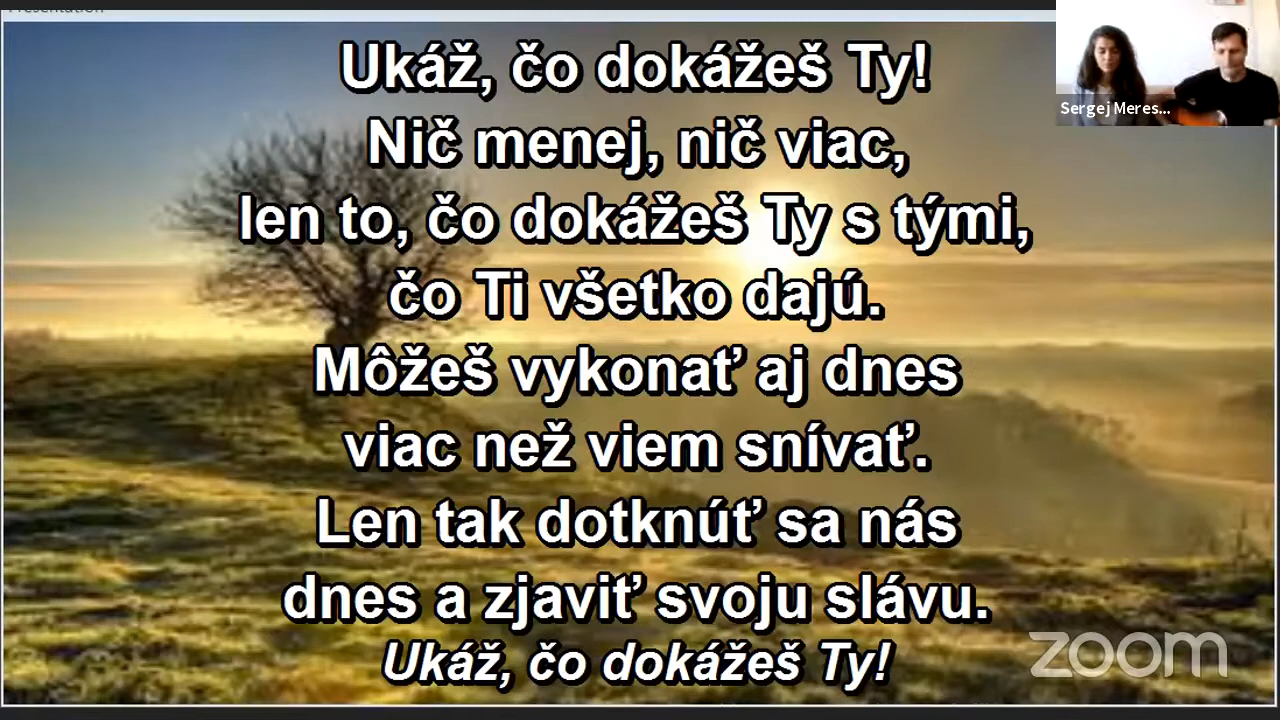 Presentation
Ukáž, čo dokážeš Ty!
Nič menej, nič viac,
len to, čo dokážeš Ty s tými,
čo Ti všetko dajú.
Môžeš vykonať aj dnes
viac než viem snívať.
Len tak dotknúť sa nás
dnes a zjaviť svoju slávu.
Ukáž, čo dokážeš Ty!
Sergej Meres...
zoom